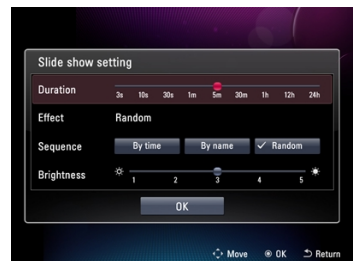 Slide show setting
Duration
3s 10s 30s 1m 5m 30m 1h 12h 24h
Effect Random
Sequence By time By name ✓ Random
Brightness 1 2 3 4 5
OK
Move OK Return